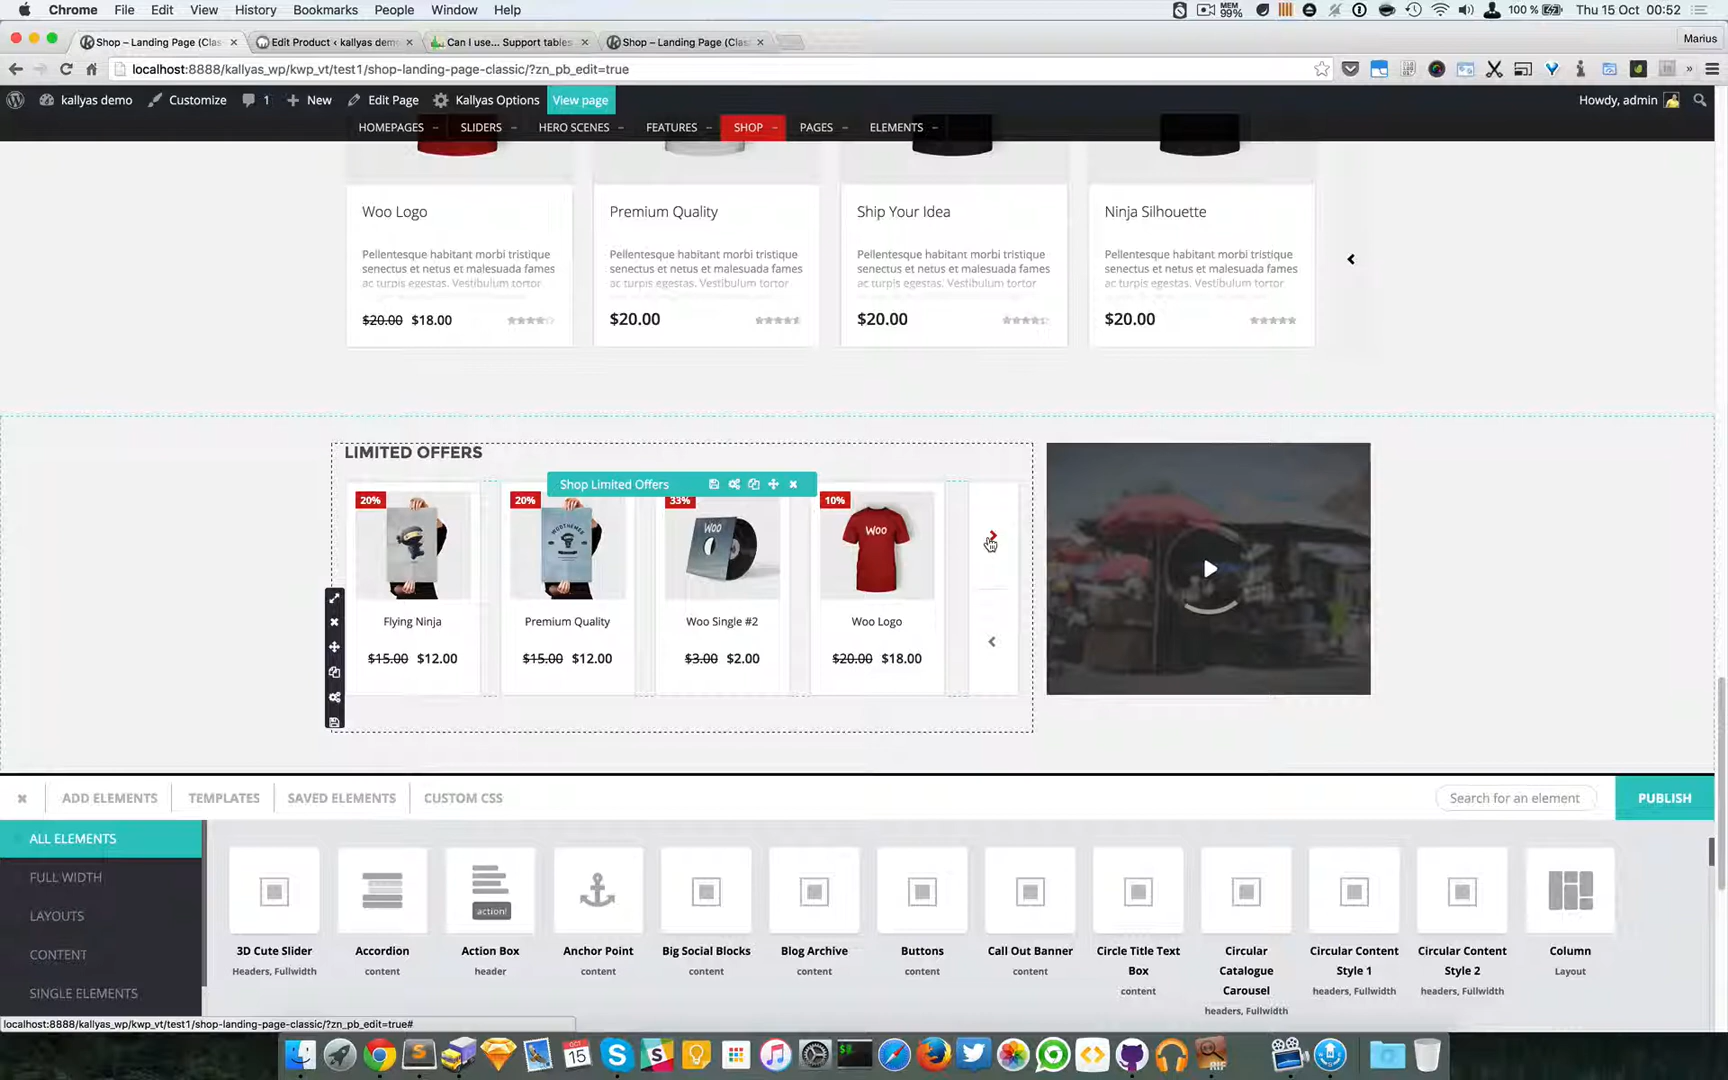 Chrome File Edit View History Bookmarks People Window Help
MEM 99% 100 % Thu 15 Oct 00:52
Shop – Landing Page (Clas
Edit Product ‹ kallyas dem
Can I use... Support tables
Shop – Landing Page (Clas
Marius
localhost:8888/kallyas_wp/kwp_vt/test1/shop-landing-page-classic/?zn_pb_edit=true
kallyas demo Customize 1 New Edit Page Kallyas Options View page Howdy, admin
HOMEPAGES SLIDERS HERO SCENES FEATURES SHOP PAGES ELEMENTS
Woo Logo
Pellentesque habitant morbi tristique
senectus et netus et malesuada fames
ac turpis egestas. Vestibulum tortor
$20.00 $18.00
Premium Quality
Pellentesque habitant morbi tristique
senectus et netus et malesuada fames
ac turpis egestas. Vestibulum tortor
$20.00
Ship Your Idea
Pellentesque habitant morbi tristique
senectus et netus et malesuada fames
ac turpis egestas. Vestibulum tortor
$20.00
Ninja Silhouette
Pellentesque habitant morbi tristique
senectus et netus et malesuada fames
ac turpis egestas. Vestibulum tortor
$20.00
LIMITED OFFERS
Shop Limited Offers
20%
Flying Ninja
$15.00 $12.00
20%
WOOTHEMES
Premium Quality
$15.00 $12.00
33%
WOO
Woo Single #2
$3.00 $2.00
10%
WOO
Woo Logo
$20.00 $18.00
ADD ELEMENTS TEMPLATES SAVED ELEMENTS CUSTOM CSS
Search for an element
PUBLISH
ALL ELEMENTS
FULL WIDTH
LAYOUTS
CONTENT
SINGLE ELEMENTS
3D Cute Slider
Headers, Fullwidth
Accordion
content
action!
Action Box
header
Anchor Point
content
Big Social Blocks
content
Blog Archive
content
Buttons
content
Call Out Banner
content
Circle Title Text
Box
content
Circular
Catalogue
Carousel
headers, Fullwidth
Circular Content
Style 1
headers, Fullwidth
Circular Content
Style 2
headers, Fullwidth
Column
Layout
localhost:8888/kallyas_wp/kwp_vt/test1/shop-landing-page-classic/?zn_pb_edit=true#
OCT
15